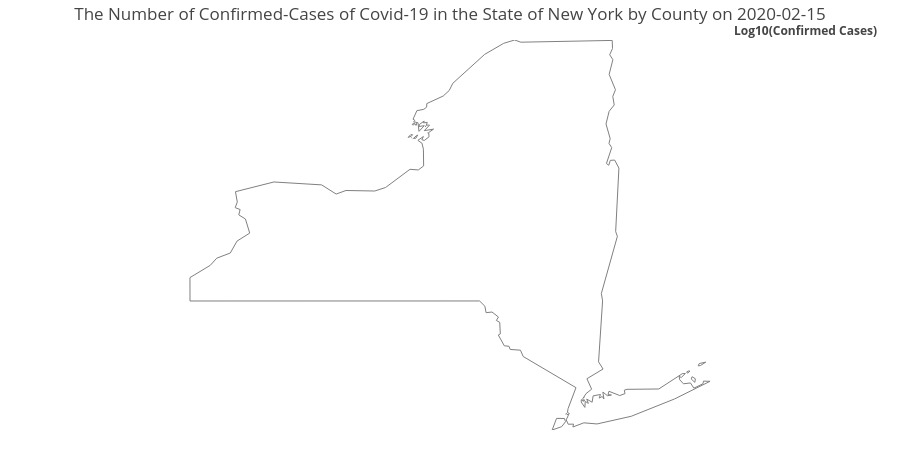 The Number of Confirmed-Cases of Covid-19 in the State of New York by County on 2020-02-15
Log10(Confirmed Cases)